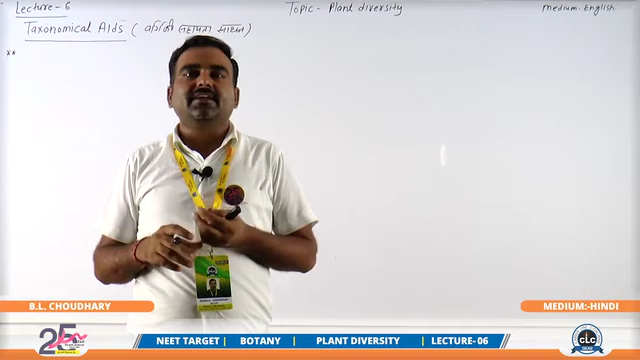 Lecture - 6
Topic - Plant diversity
Medium. English.
Taxonomical AIds ( वर्गिकी सहायता साधन )
**
B.L. CHOUDHARY
MEDIUM:-HINDI
25
NEET TARGET | BOTANY | PLANT DIVERSITY | LECTURE- 06
CLC